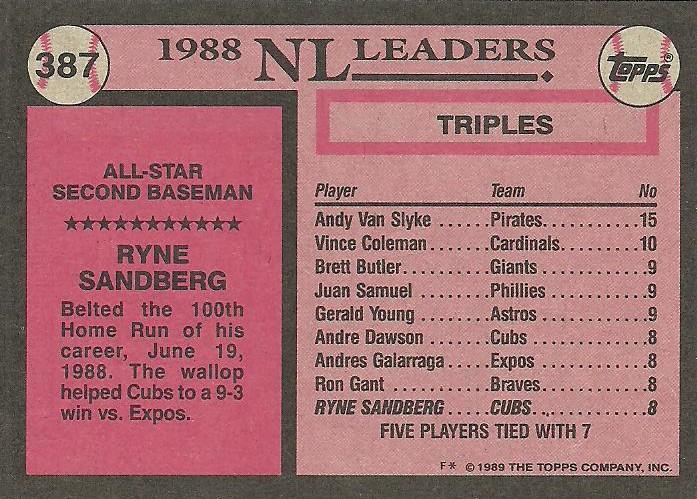 387
1988 NL LEADERS
TOPPS®
ALL-STAR
SECOND BASEMAN
★★★★★★★★★★★
RYNE
SANDBERG
Belted the 100th
Home Run of his
career, June 19,
1988. The wallop
helped Cubs to a 9-3
win vs. Expos.
TRIPLES
Player Team No
Andy Van Slyke ......Pirates..............15
Vince Coleman.......Cardinals..........10
Brett Butler...........Giants................9
Juan Samuel ........Phillies...............9
Gerald Young .......Astros................9
Andre Dawson ......Cubs .................8
Andres Galarraga...Expos ...............8
Ron Gant .............Braves...............8
RYNE SANDBERG .....CUBS................8
FIVE PLAYERS TIED WITH 7
F* © 1989 THE TOPPS COMPANY, INC.